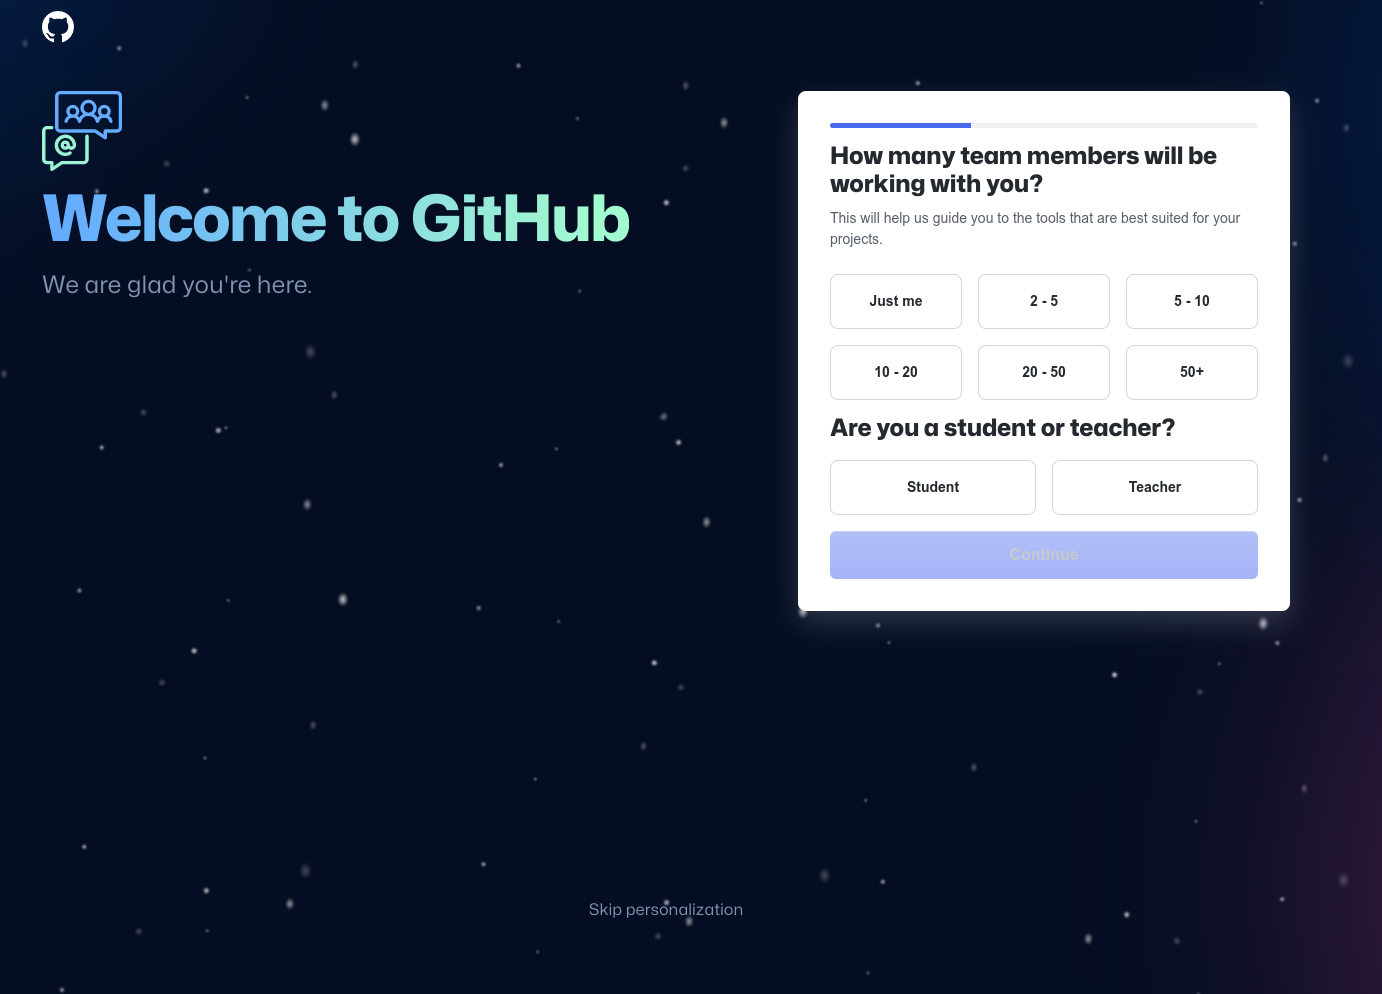 Welcome to GitHub
We are glad you're here.
How many team members will be
working with you?
This will help us guide you to the tools that are best suited for your
projects.
Just me
2 - 5
5 - 10
10 - 20
20 - 50
50+
Are you a student or teacher?
Student
Teacher
Continue
Skip personalization